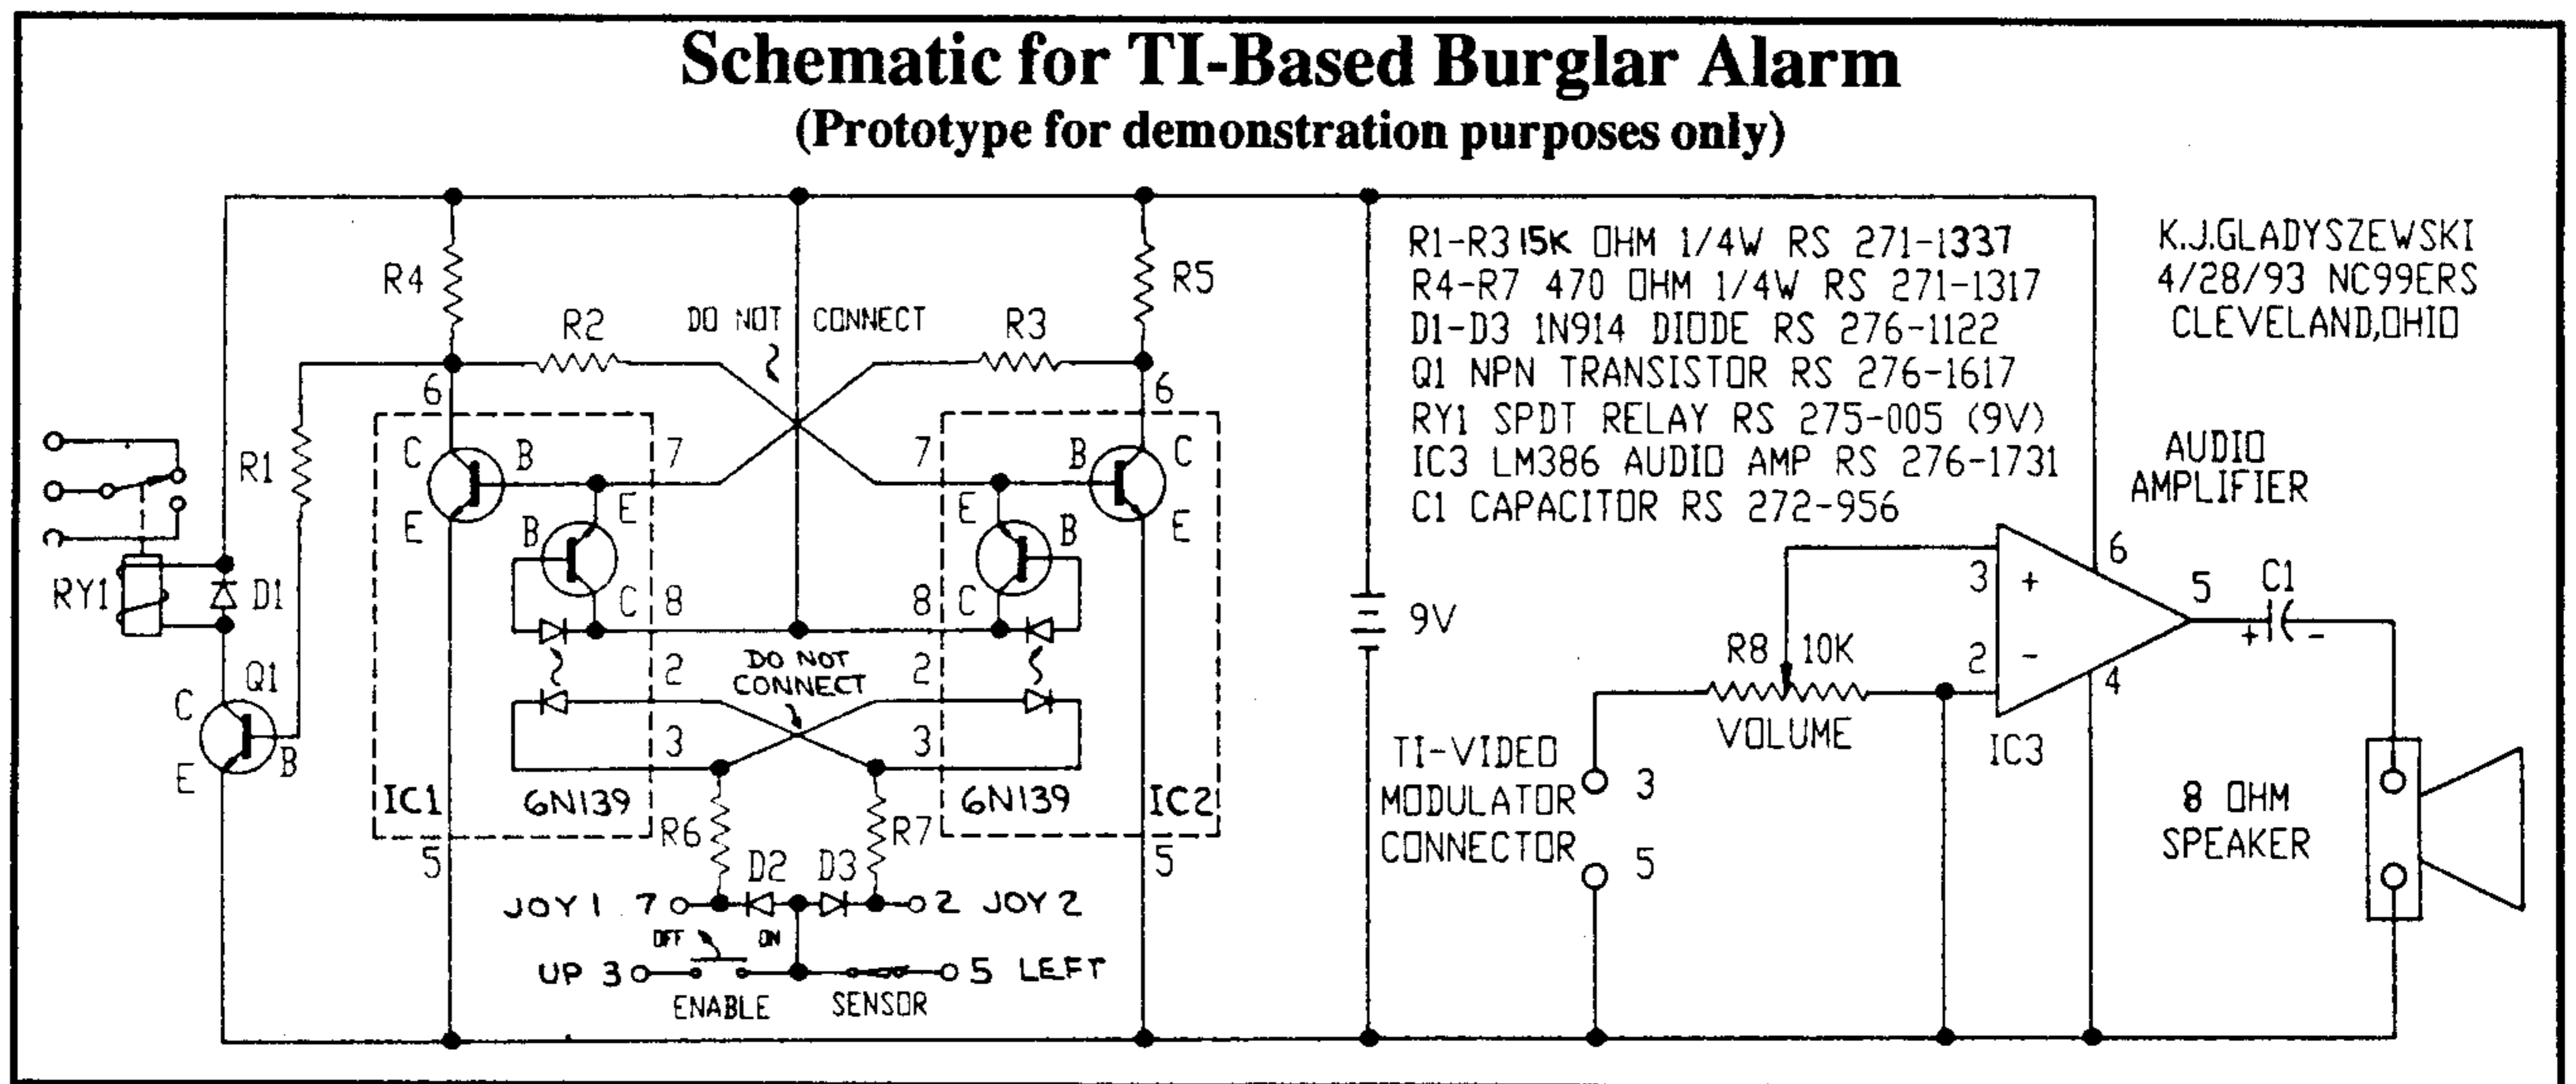 Schematic for TI-Based Burglar Alarm
(Prototype for demonstration purposes only)
R1-R3 15K OHM 1/4W RS 271-1337
R4-R7 470 OHM 1/4W RS 271-1317
D1-D3 1N914 DIODE RS 276-1122
Q1 NPN TRANSISTOR RS 276-1617
RY1 SPDT RELAY RS 275-005 (9V)
IC3 LM386 AUDIO AMP RS 276-1731
C1 CAPACITOR RS 272-956
K.J.GLADYSZEWSKI
4/28/93 NC99ERS
CLEVELAND,OHIO
R4
R5
R2
DO NOT CONNECT
R3
6
6
R1
C
B
7
7
B
C
E
E
E
E
B
B
C
8
8
C
RY1
D1
2
DO NOT
CONNECT
2
3
3
Q1
C
B
E
IC1
6N139
6N139
IC2
R6
R7
5
5
D2
D3
JOY 1 7
2 JOY 2
OFF
ON
UP 3
5 LEFT
ENABLE
SENSOR
9V
AUDIO
AMPLIFIER
6
3
+
5
C1
+
-
R8 10K
2
-
4
VOLUME
IC3
TI-VIDEO
MODULATOR
CONNECTOR
3
5
8 OHM
SPEAKER